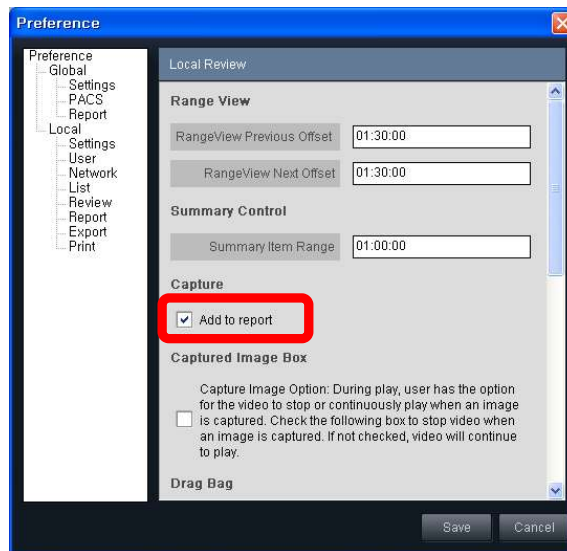 Preference
Preference
Global
Settings
PACS
Report
Local
Settings
User
Network
List
Review
Report
Export
Print
Local Review
Range View
RangeView Previous Offset 01:30:00
RangeView Next Offset 01:30:00
Summary Control
Summary Item Range 01:00:00
Capture
Add to report
Captured Image Box
Capture Image Option: During play, user has the option
for the video to stop or continuously play when an image
is captured. Check the following box to stop video when
an image is captured. If not checked, video will continue
to play.
Drag Bag
Save Cancel